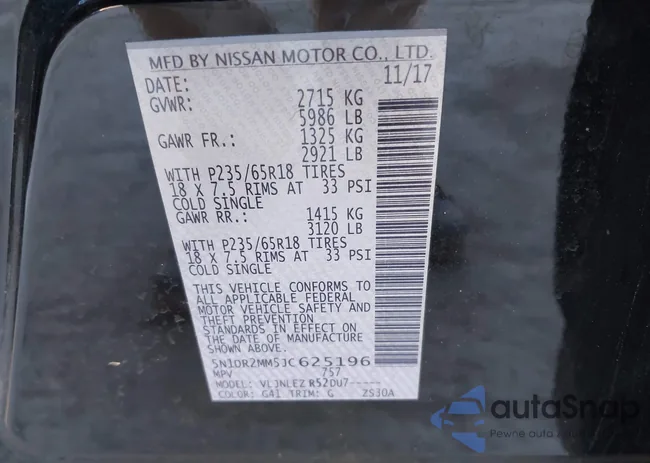 MFD BY NISSAN MOTOR CO., LTD.
DATE: 11/17
GVWR: 2715 KG
5986 LB
GAWR FR.: 1325 KG
2921 LB
WITH P235/65R18 TIRES
18 X 7.5 RIMS AT 33 PSI
COLD SINGLE
GAWR RR.: 1415 KG
3120 LB
WITH P235/65R18 TIRES
18 X 7.5 RIMS AT 33 PSI
COLD SINGLE
THIS VEHICLE CONFORMS TO
ALL APPLICABLE FEDERAL
MOTOR VEHICLE SAFETY AND
THEFT PREVENTION
STANDARDS IN EFFECT ON
THE DATE OF MANUFACTURE
SHOWN ABOVE.
5N1DR2MM5JC625196
MPV 757
MODEL: VLJNLEZ R52DU7-----
COLOR: G41 TRIM: G ZS30A
autoSnap
Pewne auto